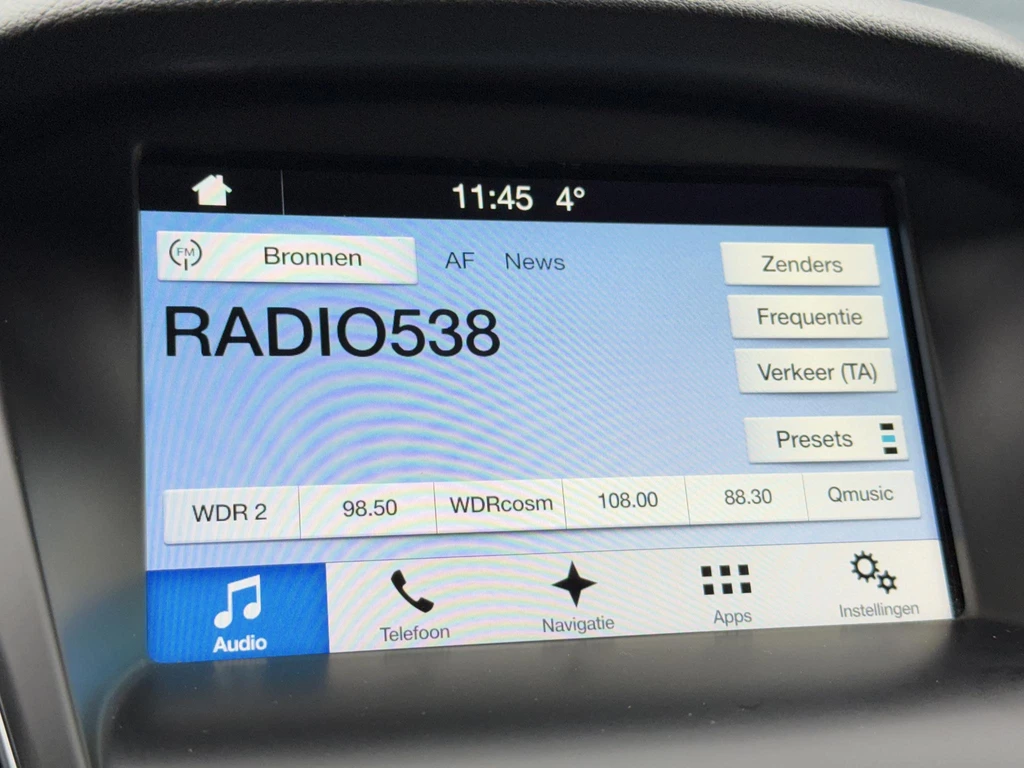 11:45 4°
FM Bronnen AF News Zenders
RADIO538
Frequentie
Verkeer (TA)
Presets
WDR 2 98.50 WDRcosm 108.00 88.30 Qmusic
Audio Telefoon Navigatie Apps Instellingen